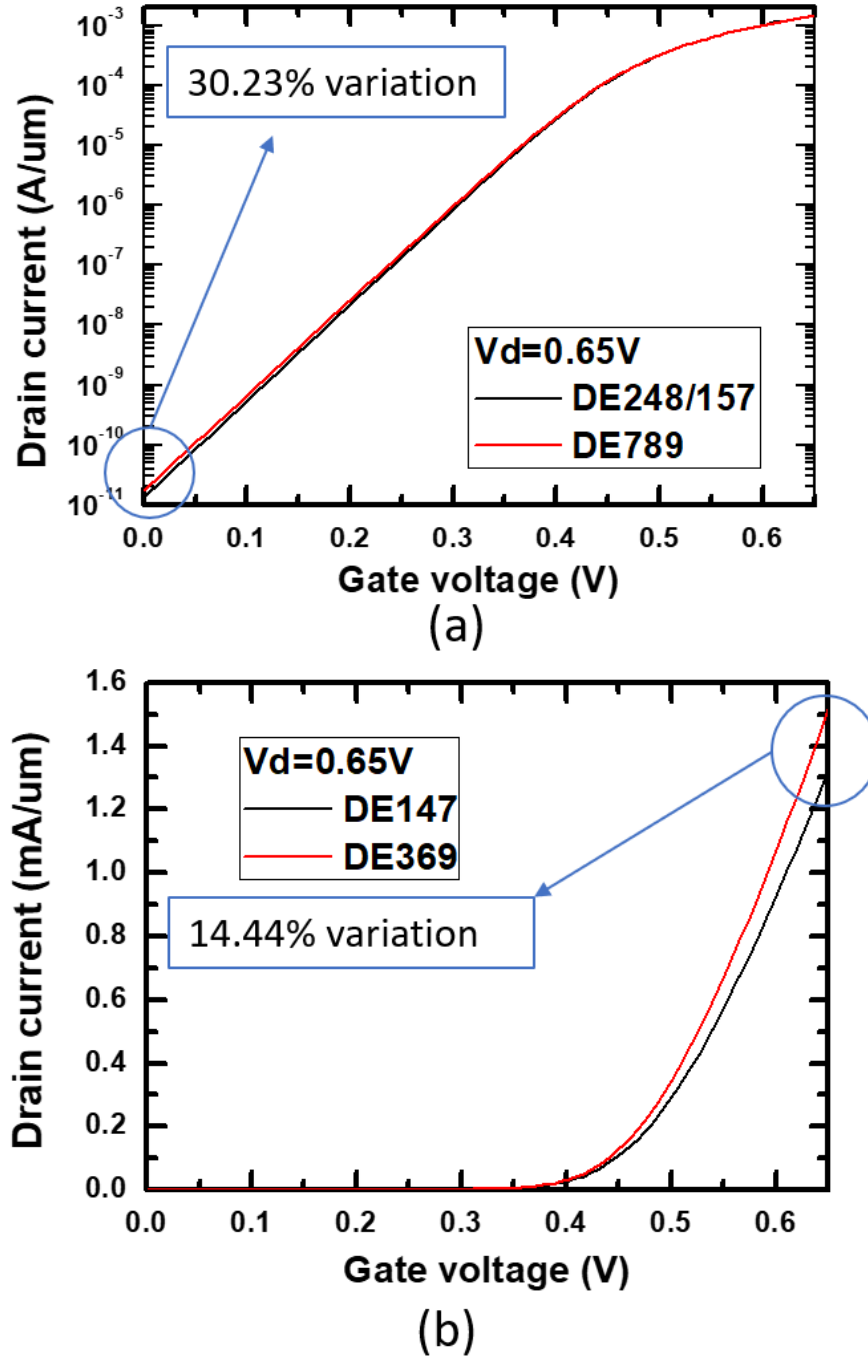 10⁻³
30.23% variation
10⁻⁴
10⁻⁵
10⁻⁶
10⁻⁷
10⁻⁸
10⁻⁹
10⁻¹⁰
10⁻¹¹
Drain current (A/um)
Vd=0.65V
DE248/157
DE789
0.0 0.1 0.2 0.3 0.4 0.5 0.6
Gate voltage (V)
(a)
1.6
1.4
1.2
1.0
0.8
0.6
0.4
0.2
0.0
Drain current (mA/um)
Vd=0.65V
DE147
DE369
14.44% variation
0.0 0.1 0.2 0.3 0.4 0.5 0.6
Gate voltage (V)
(b)